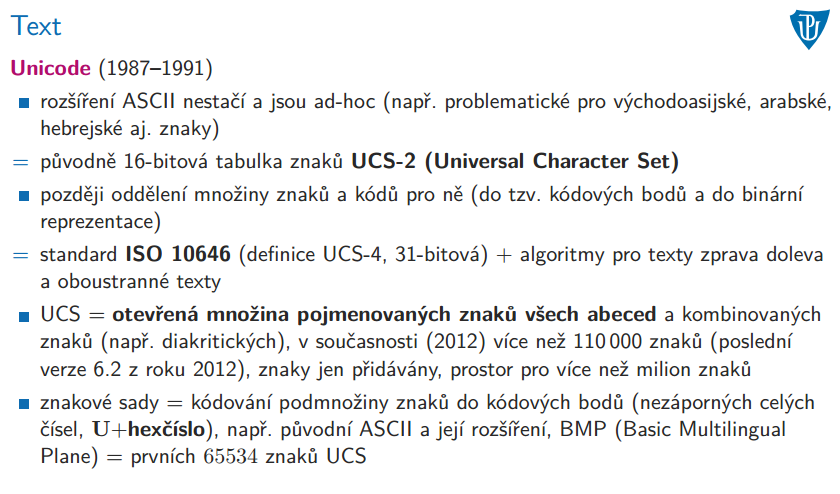 Text
Unicode (1987–1991)
rozšíření ASCII nestačí a jsou ad-hoc (např. problematické pro východoasijské, arabské,
hebrejské aj. znaky)
= původně 16-bitová tabulka znaků UCS-2 (Universal Character Set)
později oddělení množiny znaků a kódů pro ně (do tzv. kódových bodů a do binární
reprezentace)
= standard ISO 10646 (definice UCS-4, 31-bitová) + algoritmy pro texty zprava doleva
a oboustranné texty
UCS = otevřená množina pojmenovaných znaků všech abeced a kombinovaných
znaků (např. diakritických), v současnosti (2012) více než 110 000 znaků (poslední
verze 6.2 z roku 2012), znaky jen přidávány, prostor pro více než milion znaků
znakové sady = kódování podmnožiny znaků do kódových bodů (nezáporných celých
čísel, U+hexčíslo), např. původní ASCII a její rozšíření, BMP (Basic Multilingual
Plane) = prvních 65534 znaků UCS